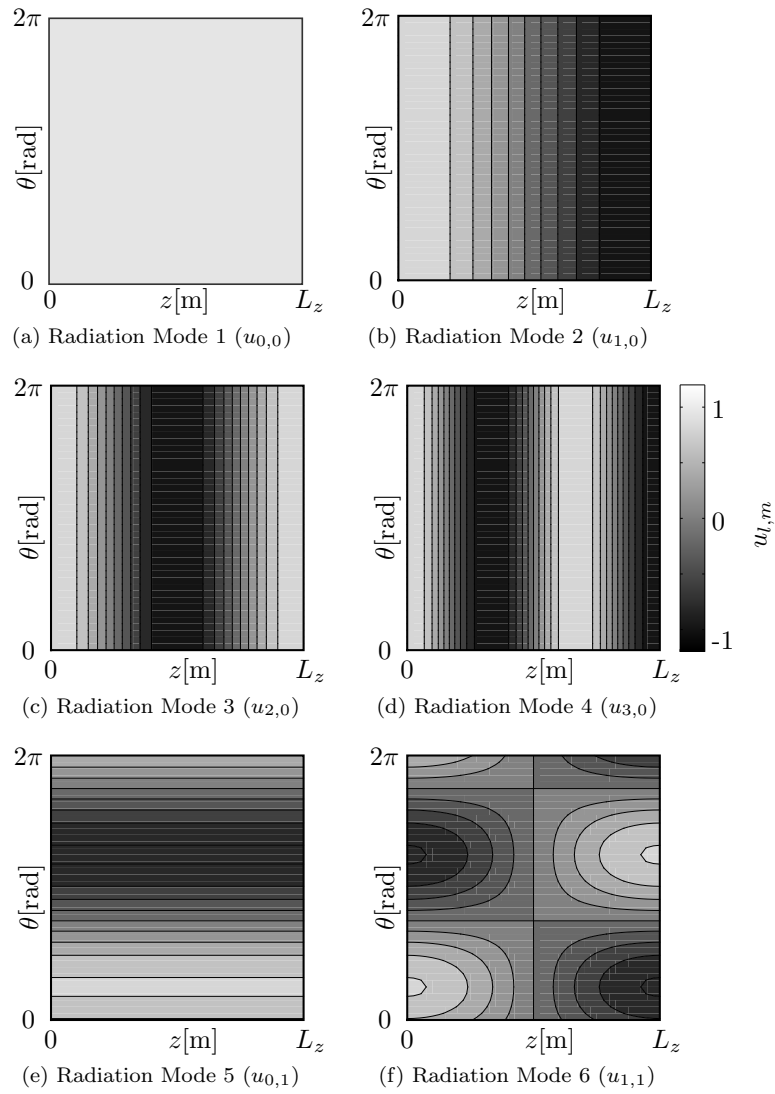 2π
θ[rad]
0
0 z[m] L_z
(a) Radiation Mode 1 (u_{0,0})
2π
θ[rad]
0
0 z[m] L_z
(b) Radiation Mode 2 (u_{1,0})
2π
θ[rad]
0
0 z[m] L_z
(c) Radiation Mode 3 (u_{2,0})
2π
θ[rad]
0
0 z[m] L_z
(d) Radiation Mode 4 (u_{3,0})
1
0
-1
u_{l,m}
2π
θ[rad]
0
0 z[m] L_z
(e) Radiation Mode 5 (u_{0,1})
2π
θ[rad]
0
0 z[m] L_z
(f) Radiation Mode 6 (u_{1,1})